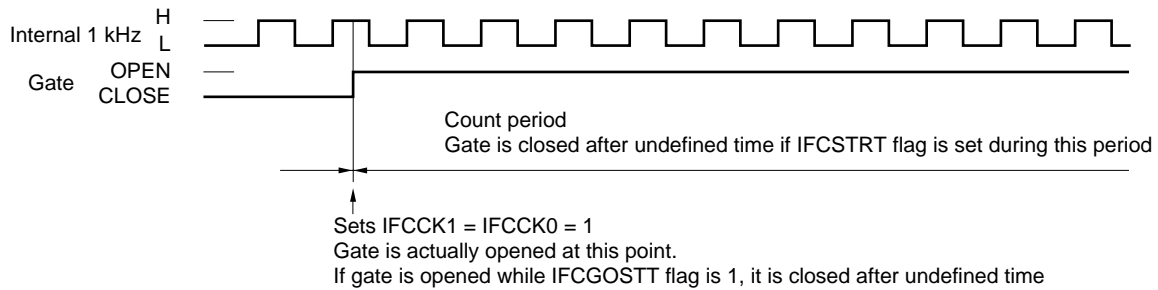 H
Internal 1 kHz
L
OPEN
Gate
CLOSE
Count period
Gate is closed after undefined time if IFCSTRT flag is set during this period
Sets IFCCK1 = IFCCK0 = 1
Gate is actually opened at this point.
If gate is opened while IFCGOSTT flag is 1, it is closed after undefined time